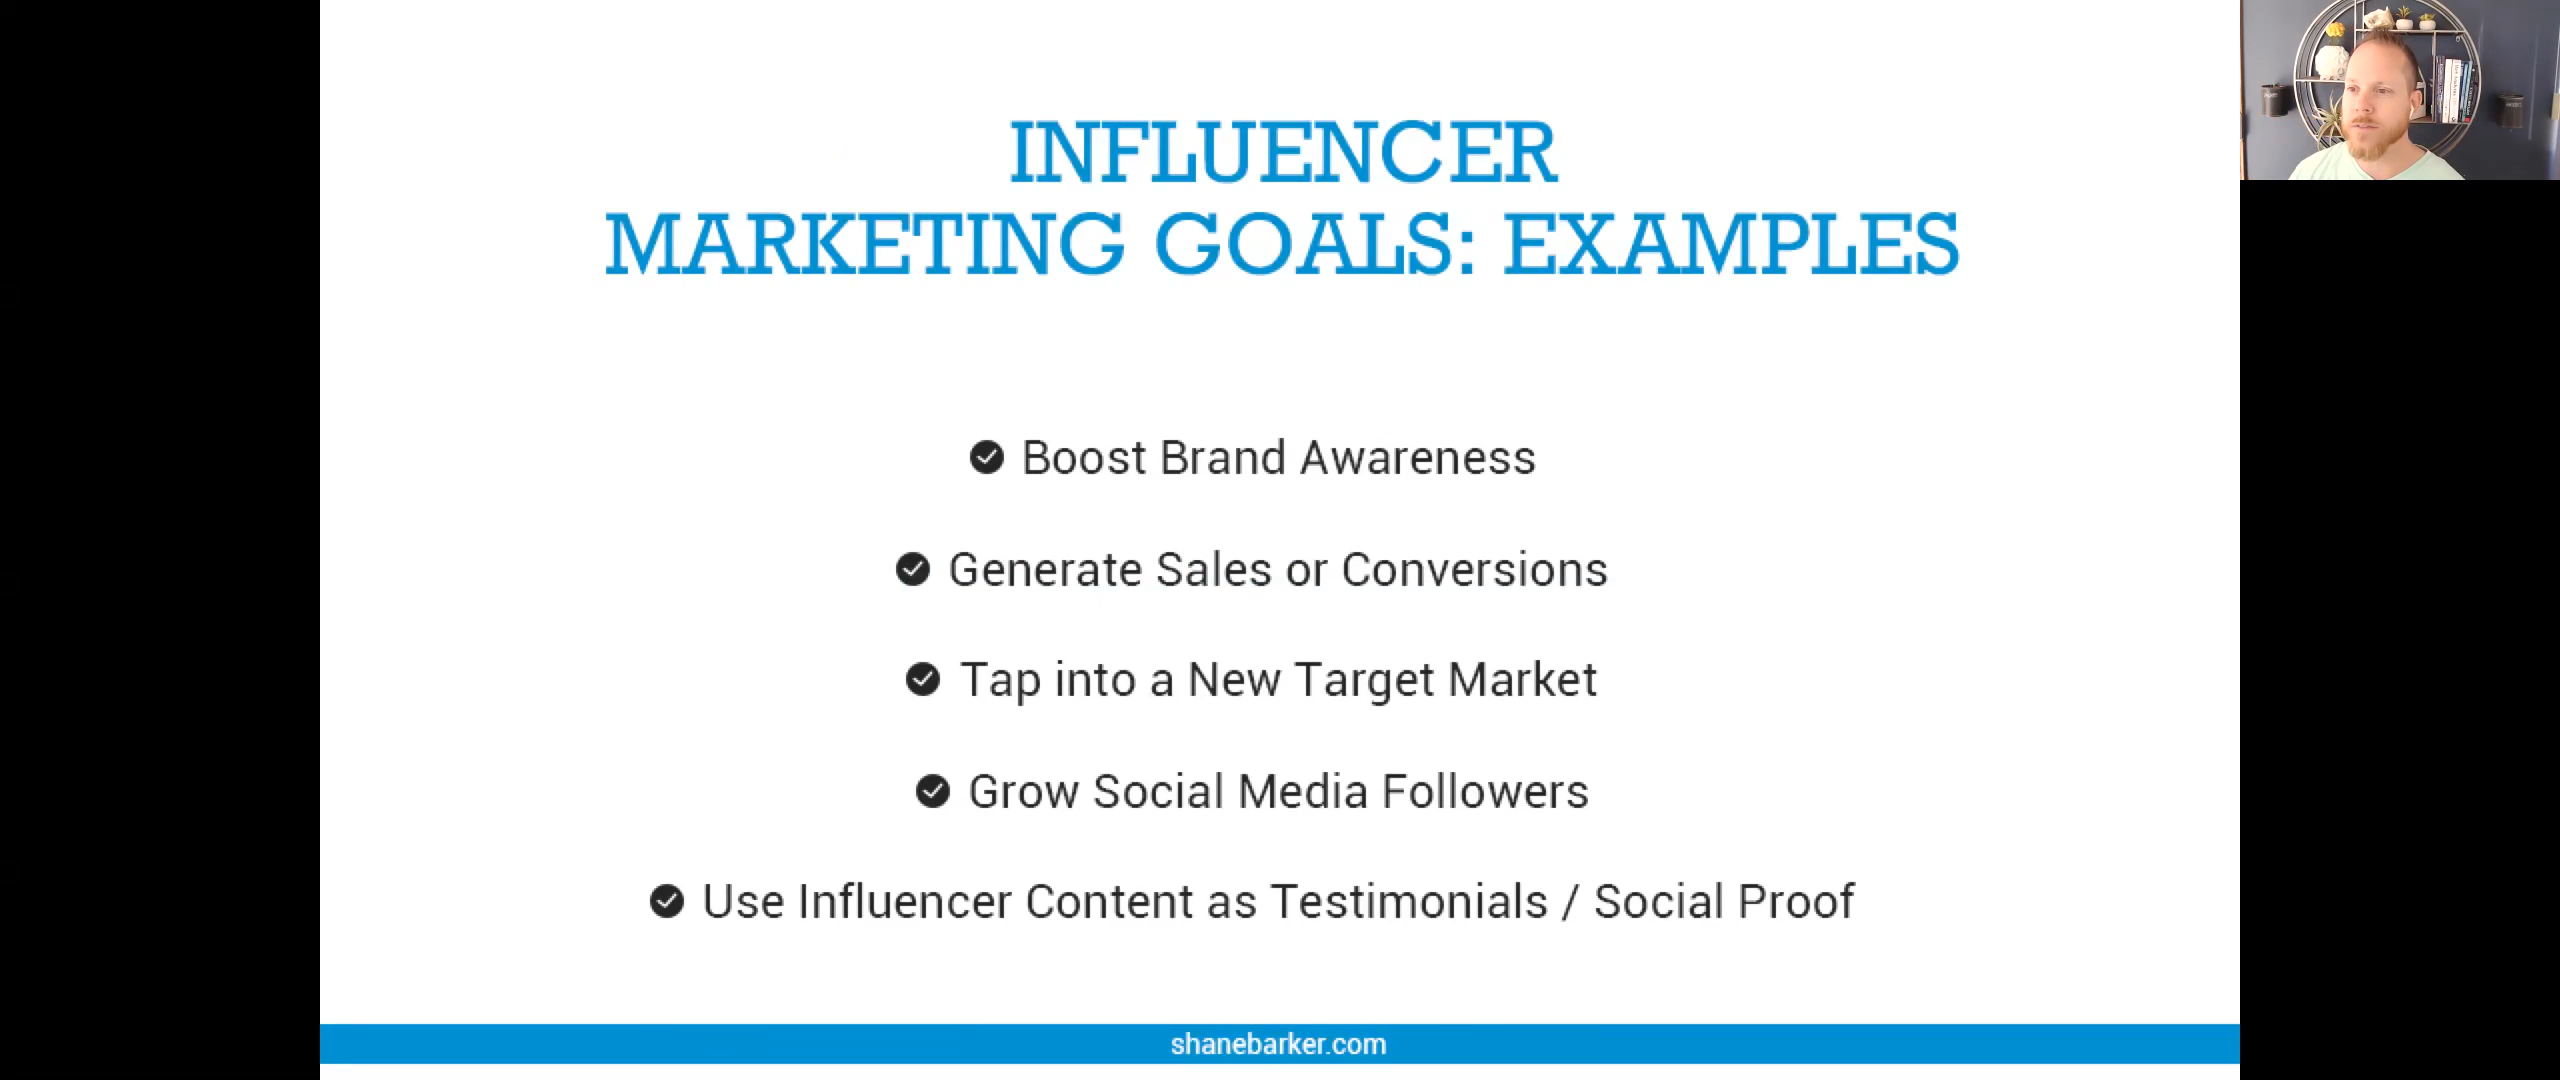 INFLUENCER
MARKETING GOALS: EXAMPLES
Boost Brand Awareness
Generate Sales or Conversions
Tap into a New Target Market
Grow Social Media Followers
Use Influencer Content as Testimonials / Social Proof
shanebarker.com